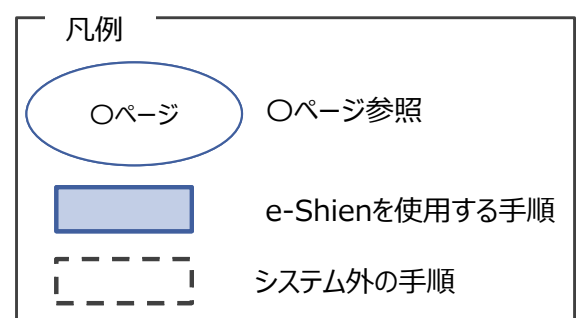 凡例
〇ページ
〇ページ参照
e-Shienを使用する手順
システム外の手順